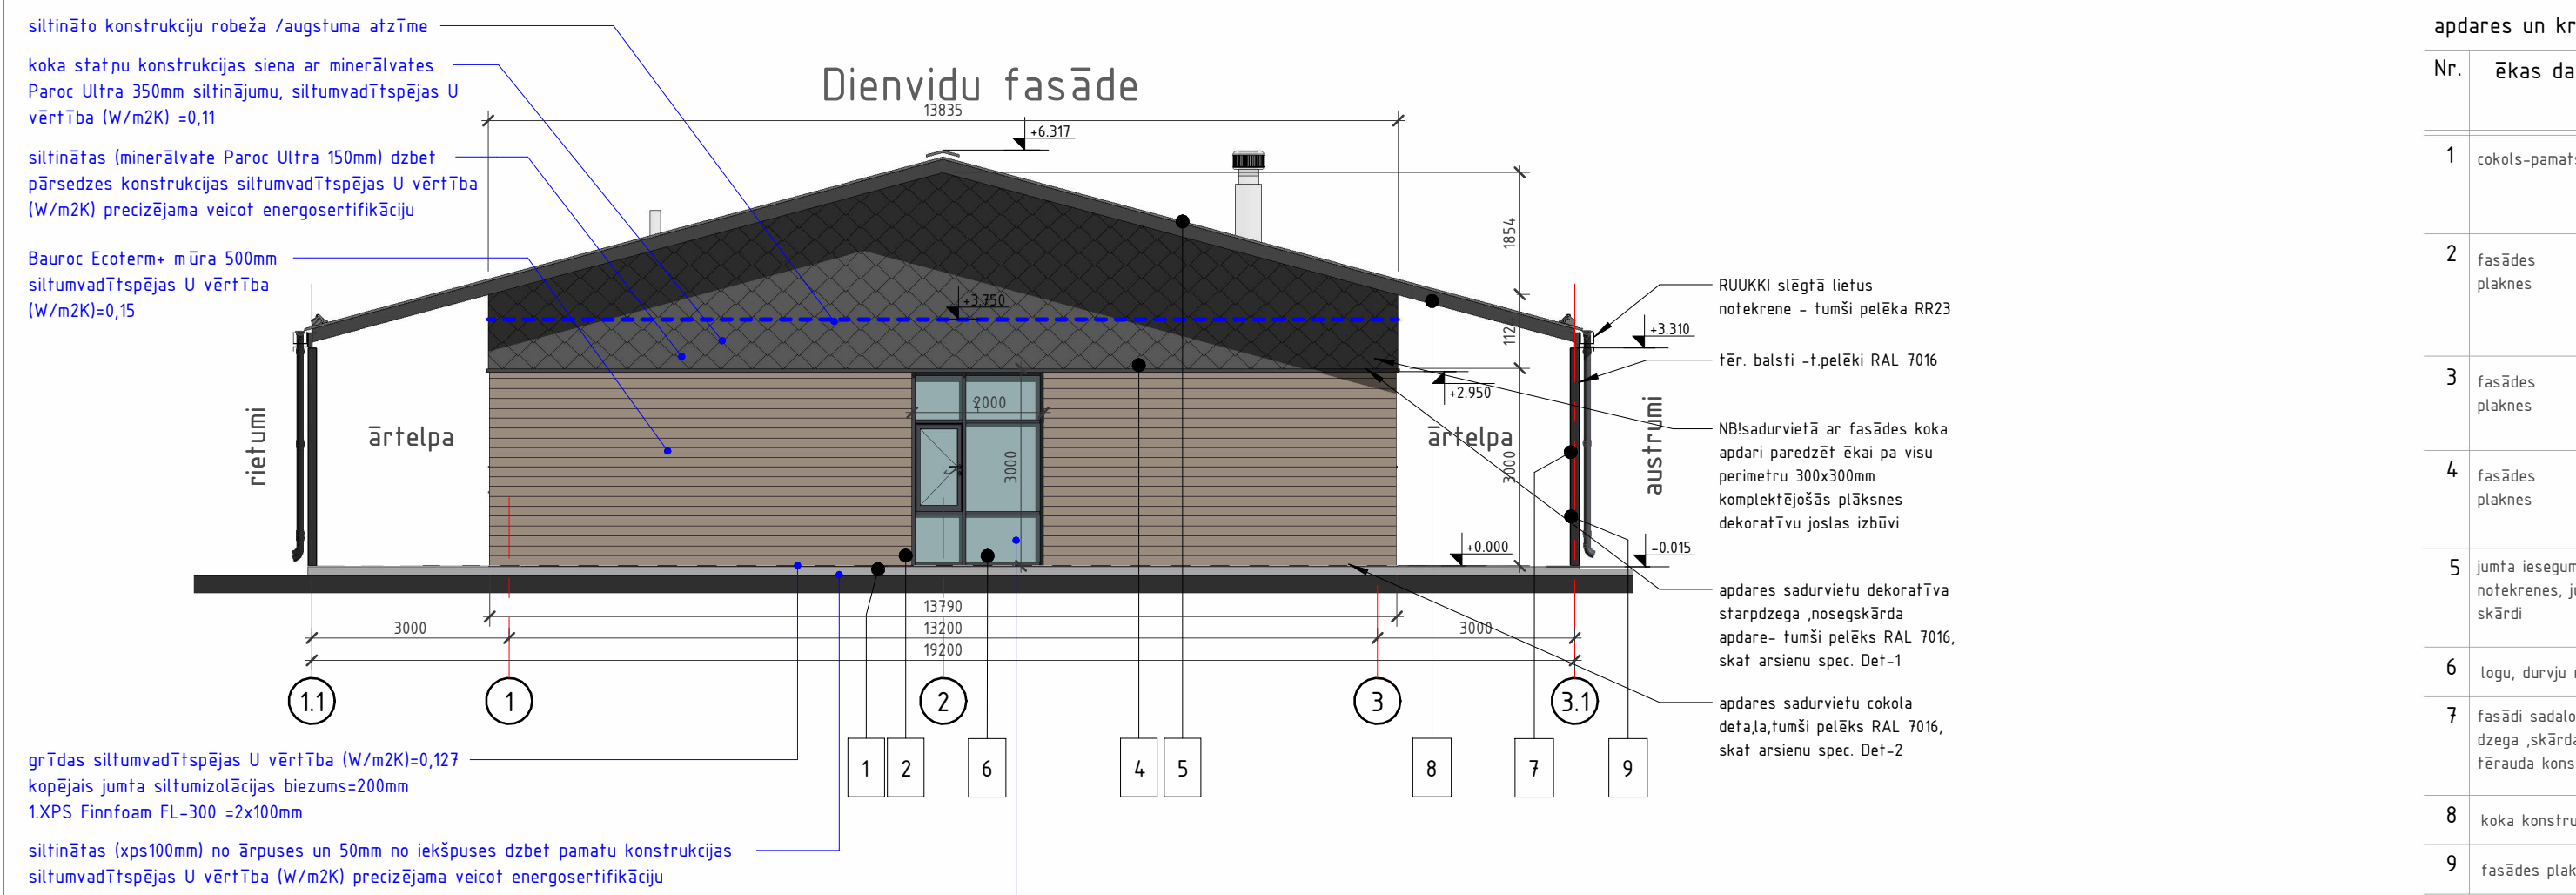 siltināto konstrukciju robeža /augstuma atzīme
koka statņu konstrukcijas siena ar minerālvates
Paroc Ultra 350mm siltinājumu, siltumvadītspējas U
vērtība (W/m2K) =0,11
siltinātas (minerālvate Paroc Ultra 150mm) dzbet
pārsedzes konstrukcijas siltumvadītspējas U vērtība
(W/m2K) precizējama veicot energosertifikāciju
Bauroc Ecoterm+ mūra 500mm
siltumvadītspējas U vērtība
(W/m2K)=0,15
Dienvidu fasāde
13835
+6.317
+3.750
1854
112
3000
+3.310
+2.950
2000
3000
+0.000
-0.015
rietumi
ārtelpa
ārtelpa
austrumi
RUUKKI slēgtā lietus
notekrene - tumši pelēka RR23
tēr. balsti -t.pelēki RAL 7016
NB!sadurvietā ar fasādes koka
apdari paredzēt ēkai pa visu
perimetru 300x300mm
komplektējošās plāksnes
dekoratīvu joslas izbūvi
apdares sadurvietu dekoratīva
starpdzega ,nosegskārda
apdare- tumši pelēks RAL 7016,
skat arsienu spec. Det-1
apdares sadurvietu cokola
deta,la,tumši pelēks RAL 7016,
skat arsienu spec. Det-2
13790
3000
13200
3000
19200
1.1
1
2
3
3.1
1
2
6
4
5
8
7
9
grīdas siltumvadītspējas U vērtība (W/m2K)=0,127
kopējais jumta siltumizolācijas biezums=200mm
1.XPS Finnfoam FL-300 =2x100mm
siltinātas (xps100mm) no ārpuses un 50mm no iekšpuses dzbet pamatu konstrukcijas
siltumvadītspējas U vērtība (W/m2K) precizējama veicot energosertifikāciju
apdares un kr
Nr.
ēkas da
1
cokols-pamats
2
fasādes
plaknes
3
fasādes
plaknes
4
fasādes
plaknes
5
jumta iesegum
notekrenes, ju
skārdi
6
logu, durvju r
7
fasādi sadalo
dzega ,skārda
tērauda kons
8
koka konstru
9
fasādes plak